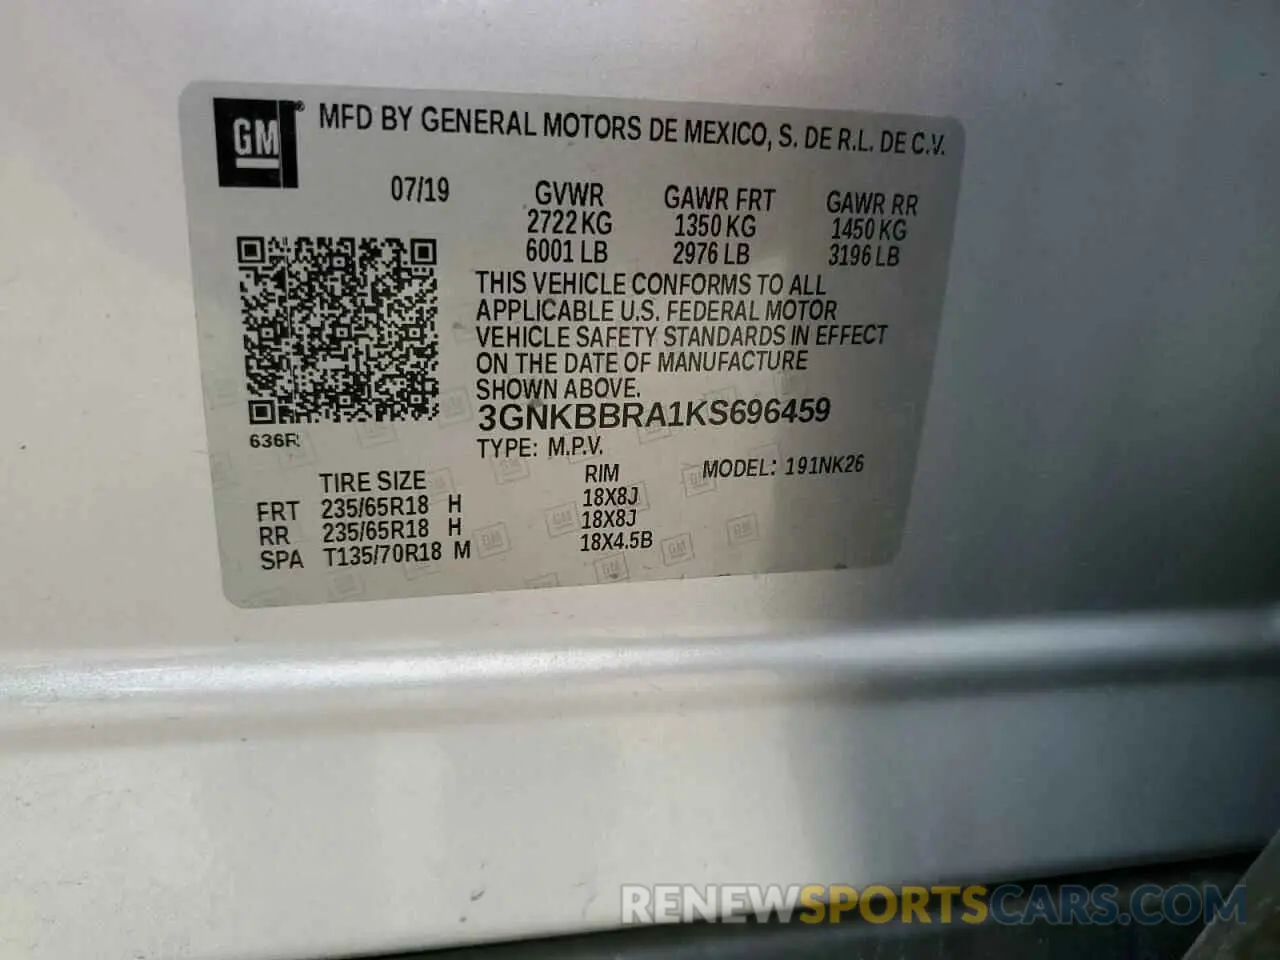 GM® MFD BY GENERAL MOTORS DE MEXICO, S. DE R.L. DE C.V.
07/19 GVWR GAWR FRT GAWR RR
2722 KG 1350 KG 1450 KG
6001 LB 2976 LB 3196 LB
THIS VEHICLE CONFORMS TO ALL
APPLICABLE U.S. FEDERAL MOTOR
VEHICLE SAFETY STANDARDS IN EFFECT
ON THE DATE OF MANUFACTURE
SHOWN ABOVE.
3GNKBBRA1KS696459
636R
TYPE: M.P.V.
MODEL: 191NK26
TIRE SIZE RIM
FRT 235/65R18 H 18X8J
RR 235/65R18 H 18X8J
SPA T135/70R18 M 18X4.5B
RENEWSPORTSCARS.COM